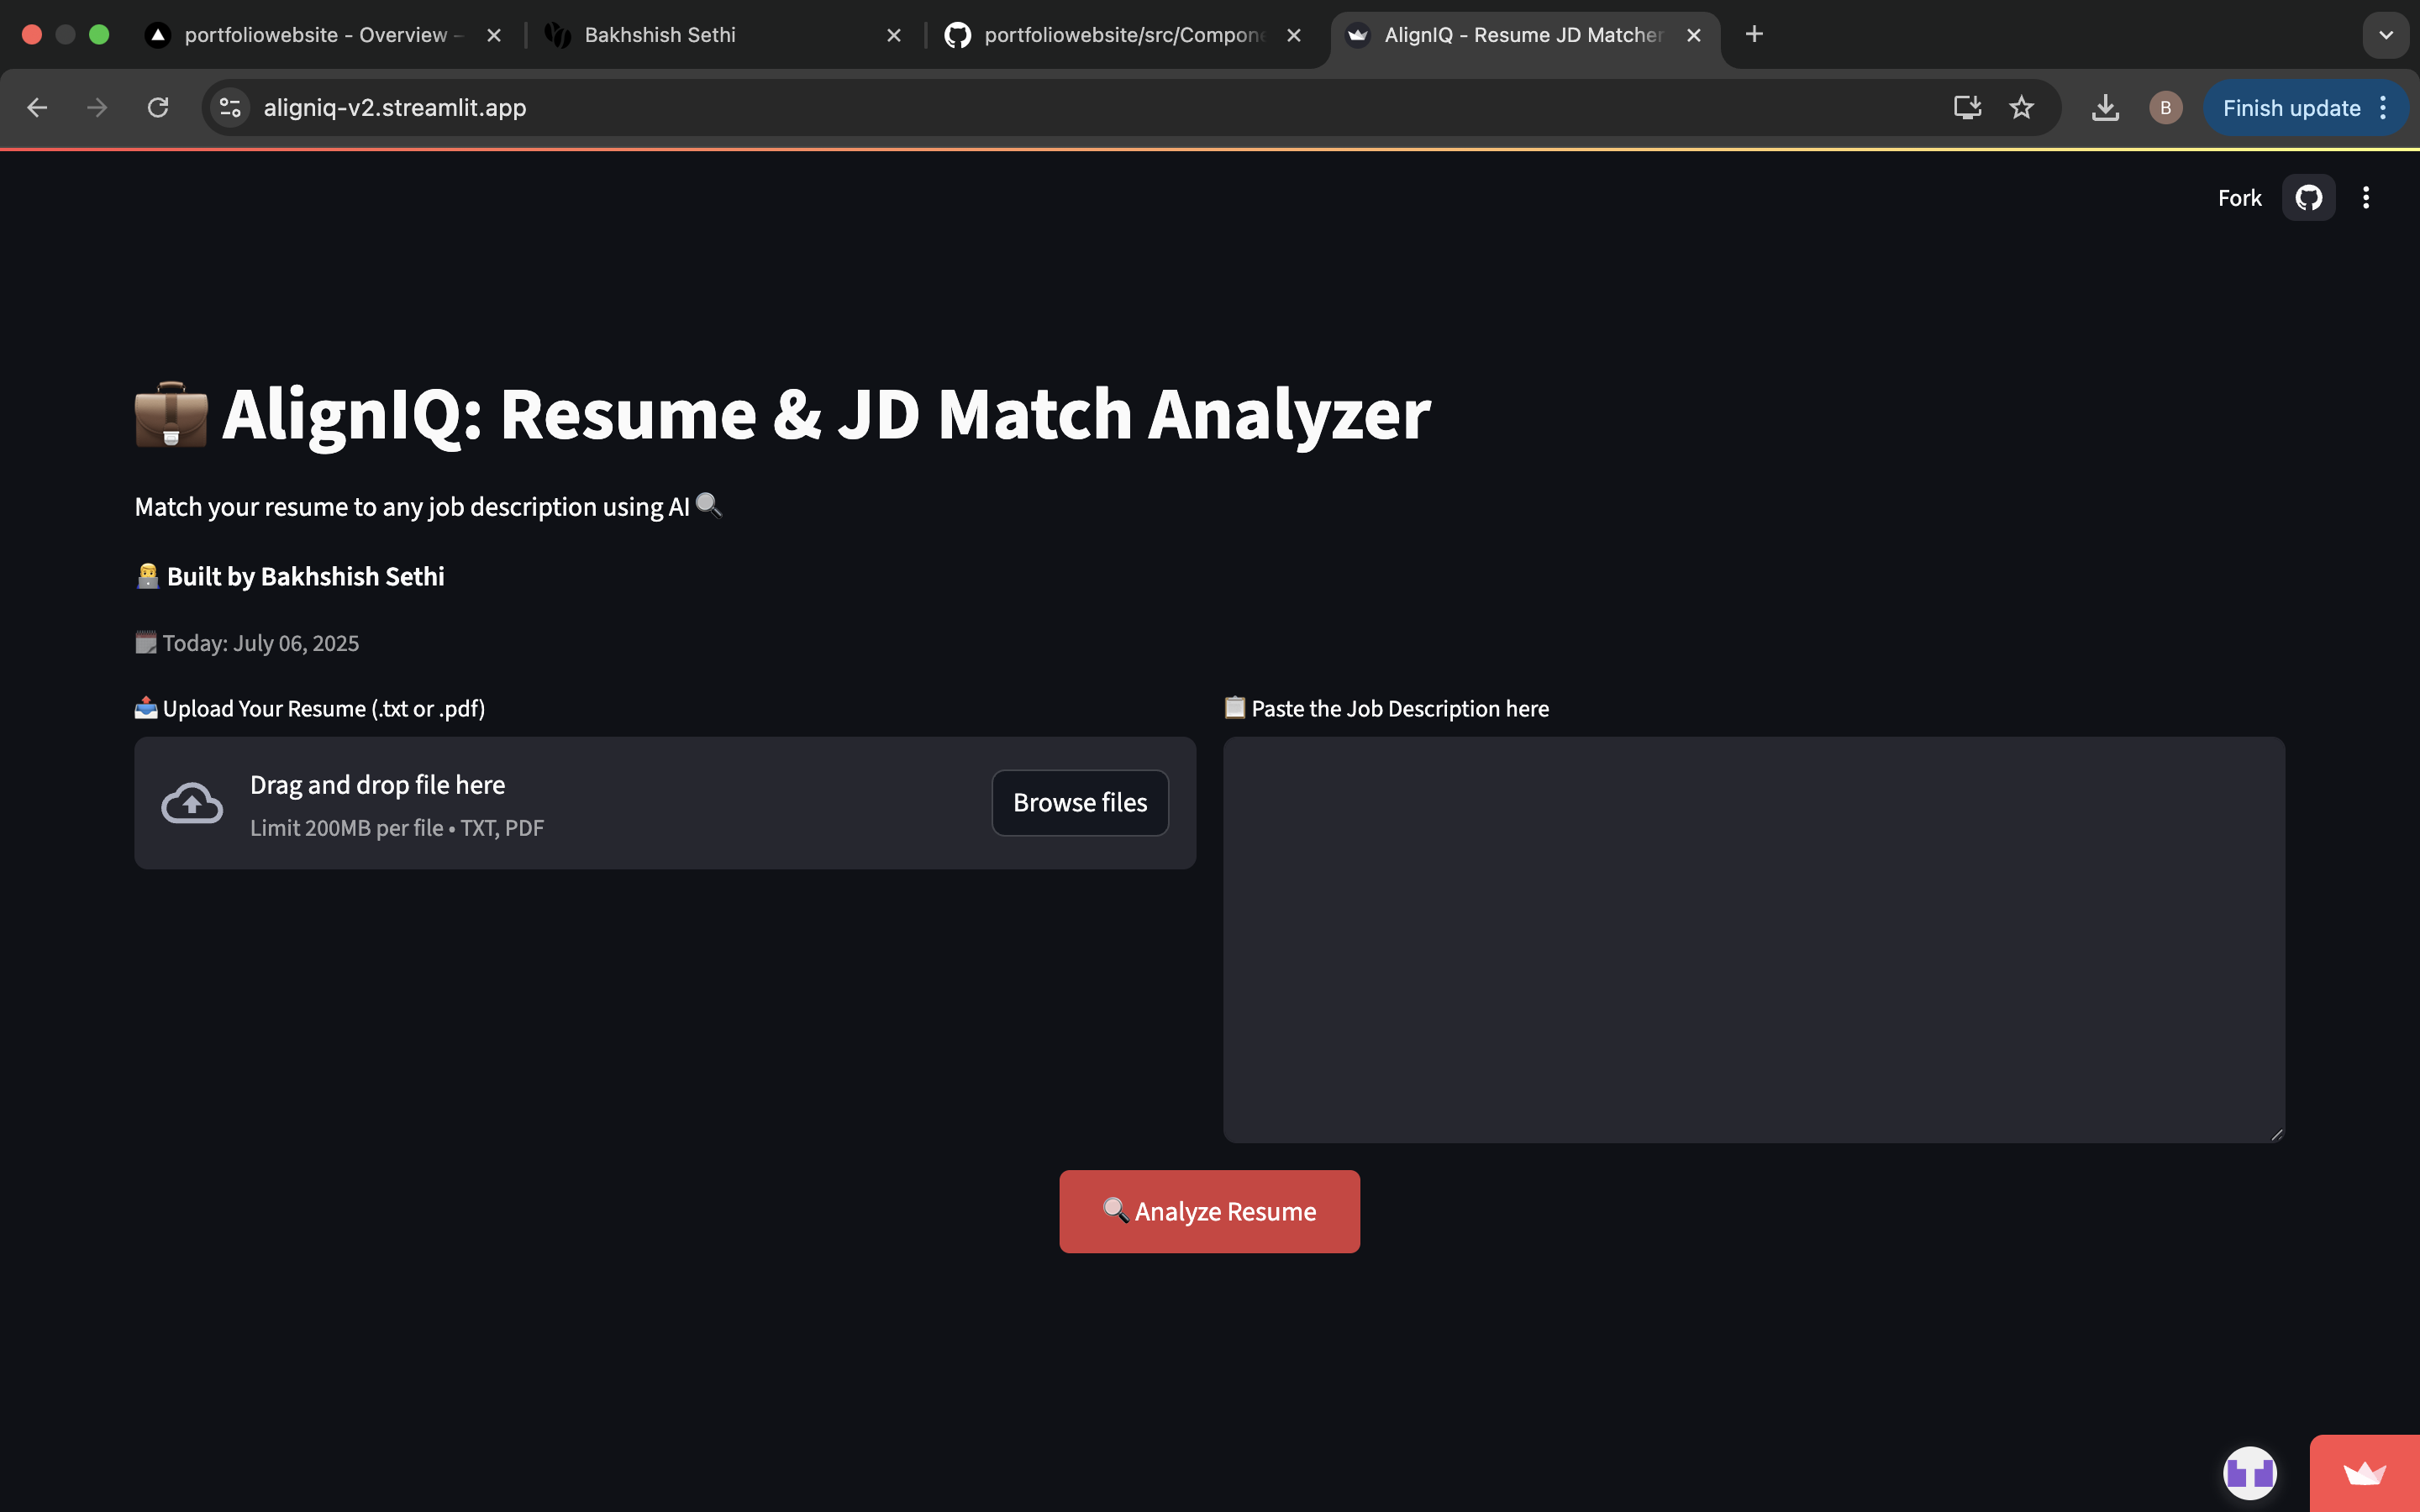 portfoliowebsite - Overview -
Bakhshish Sethi
portfoliowebsite/src/Compone
AlignIQ - Resume JD Matcher
aligniq-v2.streamlit.app
B
Finish update
Fork
AlignIQ: Resume & JD Match Analyzer
Match your resume to any job description using AI
Built by Bakhshish Sethi
Today: July 06, 2025
Upload Your Resume (.txt or .pdf)
Drag and drop file here
Limit 200MB per file • TXT, PDF
Browse files
Paste the Job Description here
Analyze Resume